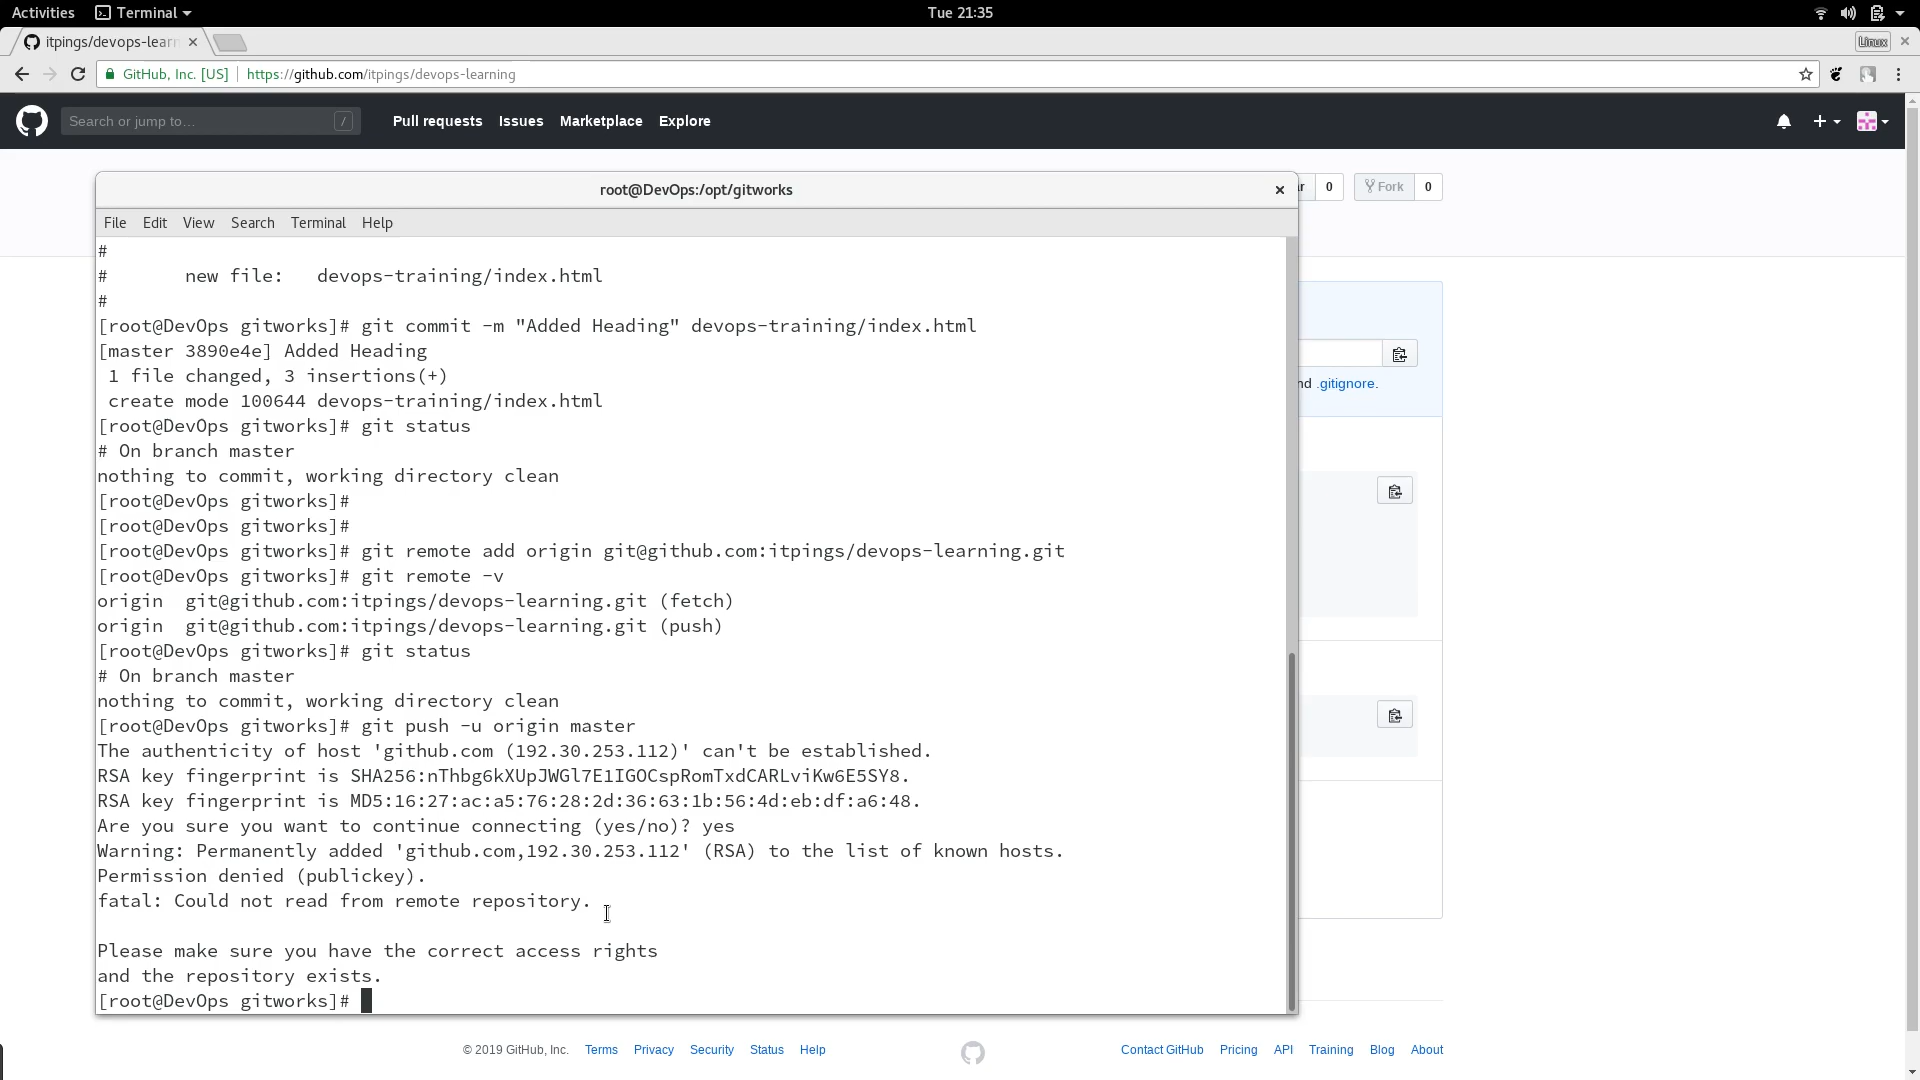 Activities Terminal Tue 21:35
itpings/devops-learn Linux
GitHub, Inc. [US] https://github.com/itpings/devops-learning
Search or jump to… / Pull requests Issues Marketplace Explore
root@DevOps:/opt/gitworks
0 Fork 0
File Edit View Search Terminal Help
#
#       new file:   devops-training/index.html
#
[root@DevOps gitworks]# git commit -m "Added Heading" devops-training/index.html
[master 3890e4e] Added Heading
 1 file changed, 3 insertions(+)
 create mode 100644 devops-training/index.html
.gitignore.
[root@DevOps gitworks]# git status
# On branch master
nothing to commit, working directory clean
[root@DevOps gitworks]#
[root@DevOps gitworks]#
[root@DevOps gitworks]# git remote add origin git@github.com:itpings/devops-learning.git
[root@DevOps gitworks]# git remote -v
origin  git@github.com:itpings/devops-learning.git (fetch)
origin  git@github.com:itpings/devops-learning.git (push)
[root@DevOps gitworks]# git status
# On branch master
nothing to commit, working directory clean
[root@DevOps gitworks]# git push -u origin master
The authenticity of host 'github.com (192.30.253.112)' can't be established.
RSA key fingerprint is SHA256:nThbg6kXUpJWGl7E1IGOCspRomTxdCARLviKw6E5SY8.
RSA key fingerprint is MD5:16:27:ac:a5:76:28:2d:36:63:1b:56:4d:eb:df:a6:48.
Are you sure you want to continue connecting (yes/no)? yes
Warning: Permanently added 'github.com,192.30.253.112' (RSA) to the list of known hosts.
Permission denied (publickey).
fatal: Could not read from remote repository.

Please make sure you have the correct access rights
and the repository exists.
[root@DevOps gitworks]#
© 2019 GitHub, Inc. Terms Privacy Security Status Help Contact GitHub Pricing API Training Blog About